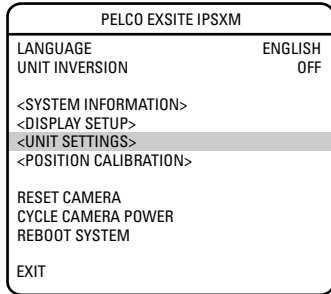 PELCO EXSITE IPSXM
LANGUAGE ENGLISH
UNIT INVERSION OFF
<SYSTEM INFORMATION>
<DISPLAY SETUP>
<UNIT SETTINGS>
<POSITION CALIBRATION>
RESET CAMERA
CYCLE CAMERA POWER
REBOOT SYSTEM
EXIT